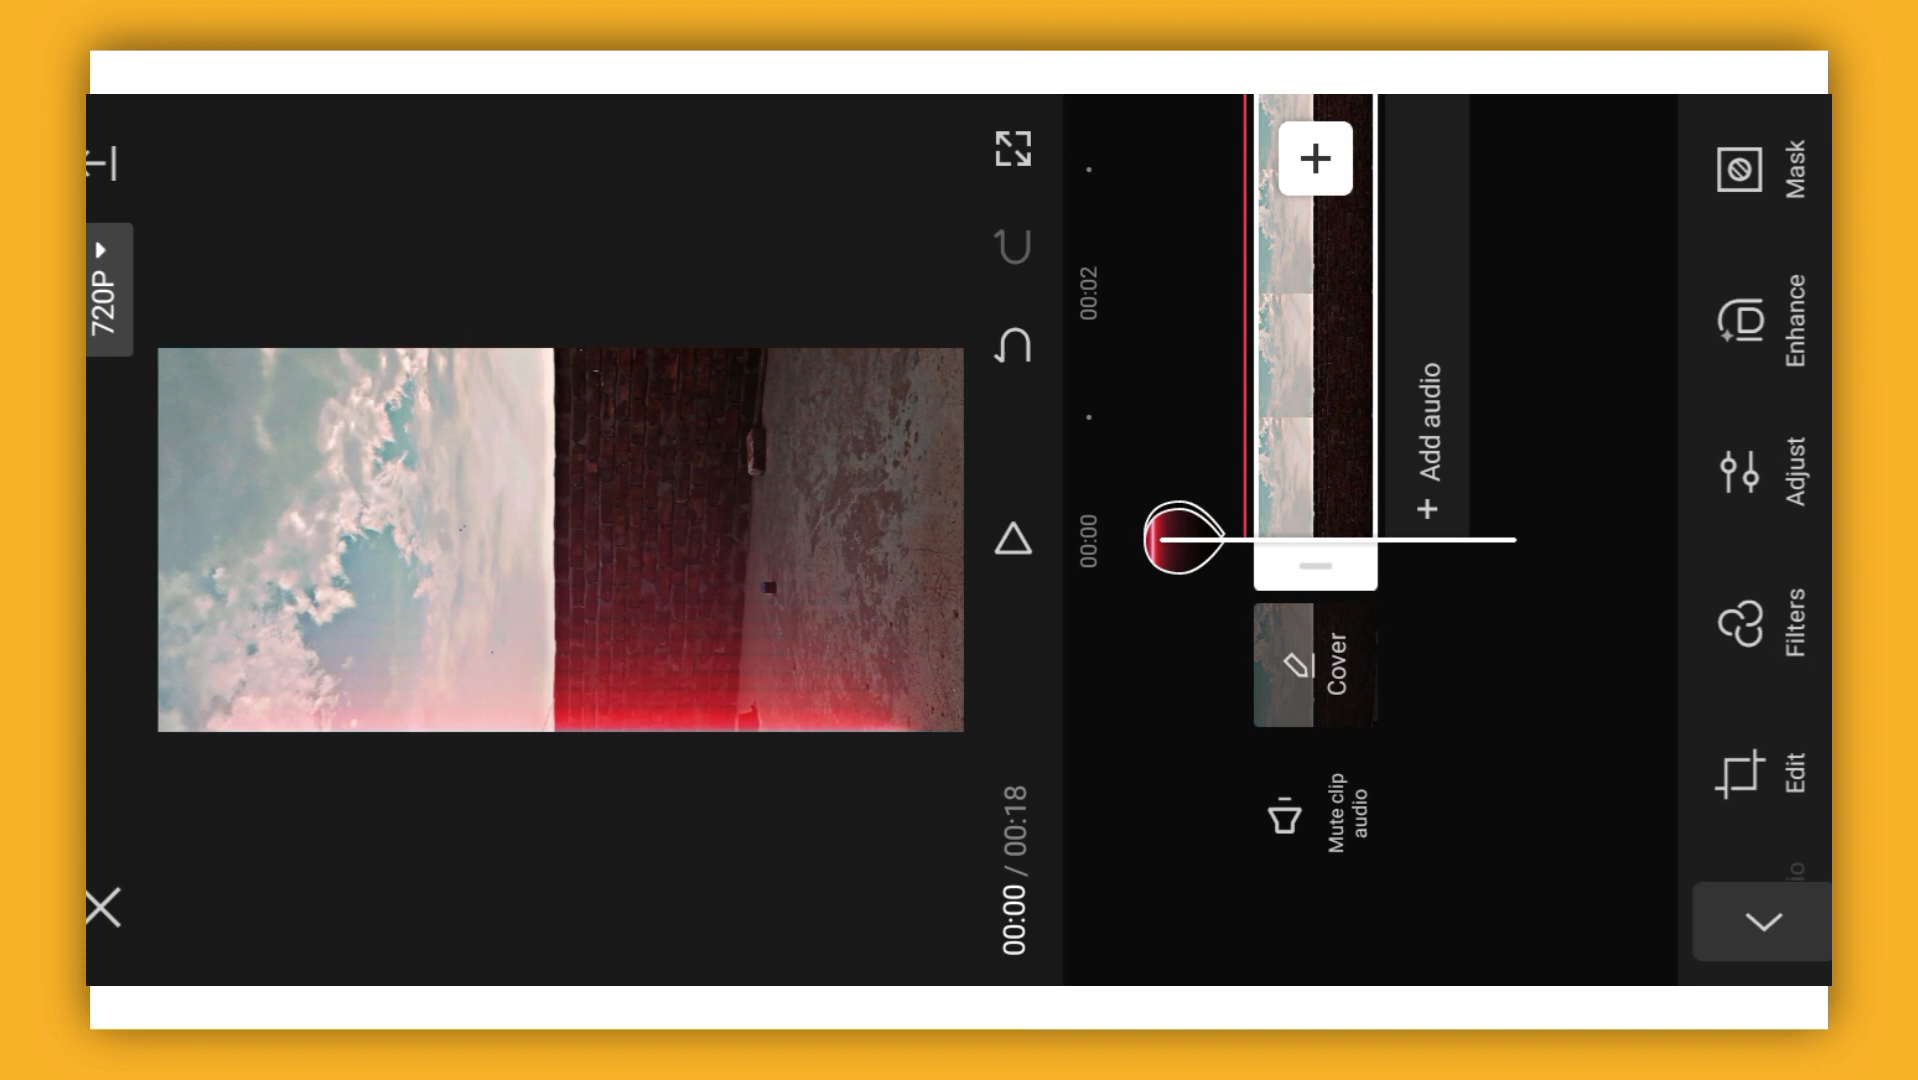 720P
00:00 / 00:18
00:00
00:02
Mute clip
audio
Cover
+ Add audio
io
Edit
Filters
Adjust
Enhance
Mask